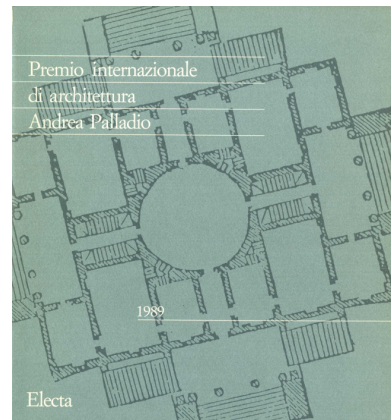 Premio internazionale
di architettura
Andrea Palladio
1989
Electa